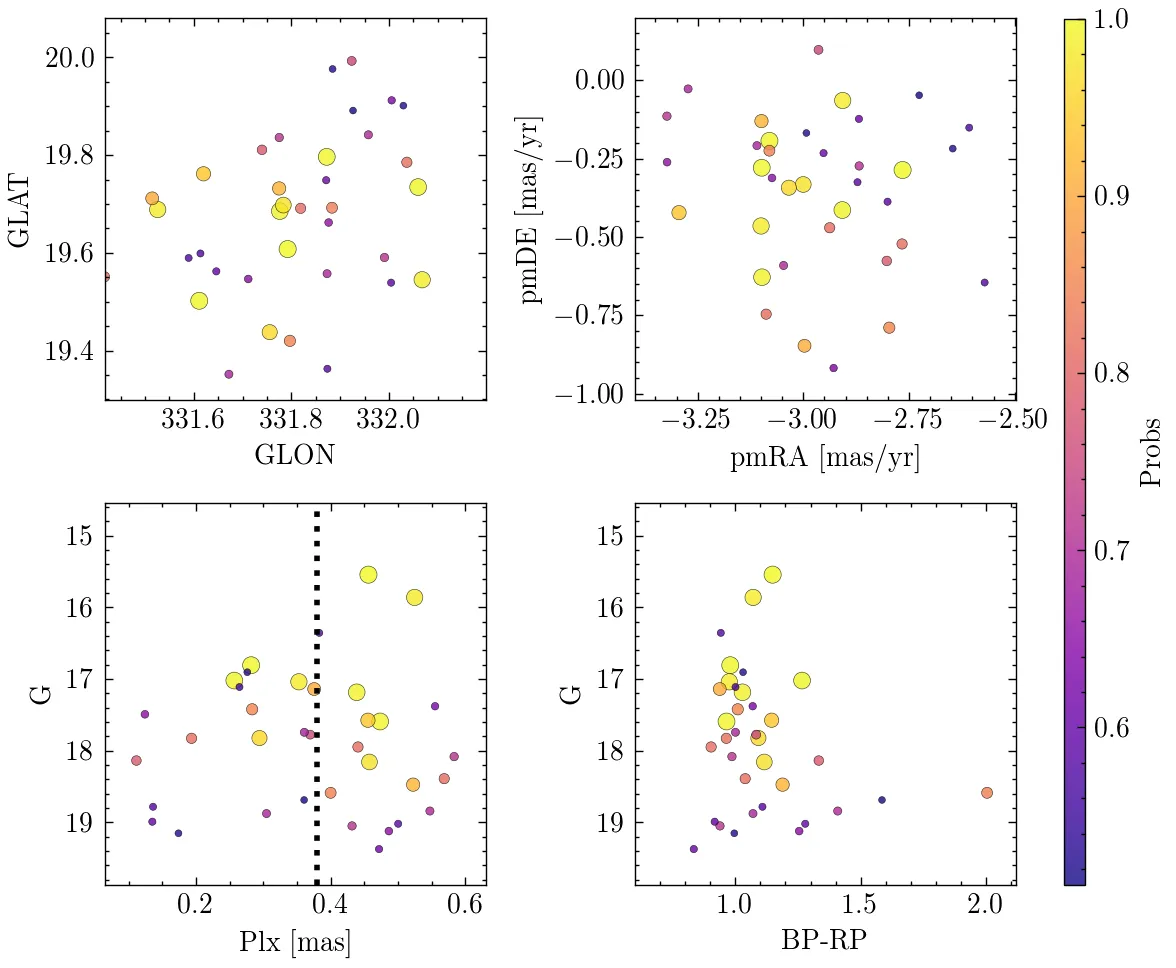 20.0
19.8
19.6
19.4
GLAT
331.6 331.8 332.0
GLON
0.00
−0.25
−0.50
−0.75
−1.00
pmDE [mas/yr]
−3.25 −3.00 −2.75 −2.50
pmRA [mas/yr]
15
16
17
18
19
G
0.2 0.4 0.6
Plx [mas]
15
16
17
18
19
G
1.0 1.5 2.0
BP-RP
1.0
0.9
0.8
0.7
0.6
Probs